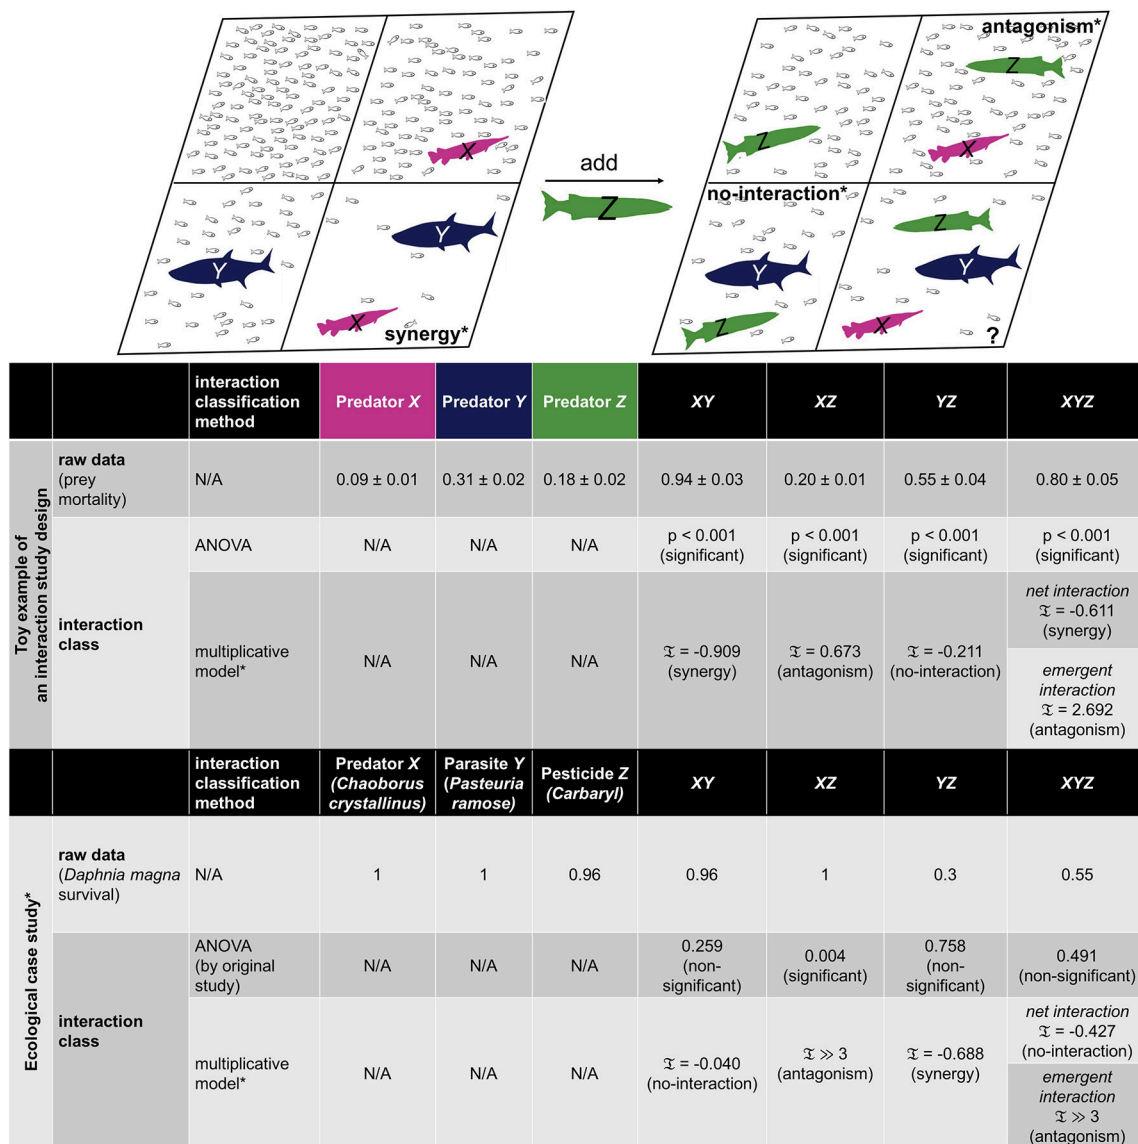 antagonism*
Z
Z
X
X
add
Z
no-interaction*
Z
Y
Y
Y
Y
Z
X
synergy*
X
?
interaction classification method
Predator X
Predator Y
Predator Z
XY
XZ
YZ
XYZ
Toy example of an interaction study design
raw data (prey mortality)
N/A
0.09 ± 0.01
0.31 ± 0.02
0.18 ± 0.02
0.94 ± 0.03
0.20 ± 0.01
0.55 ± 0.04
0.80 ± 0.05
interaction class
ANOVA
N/A
N/A
N/A
p < 0.001 (significant)
p < 0.001 (significant)
p < 0.001 (significant)
p < 0.001 (significant)
multiplicative model*
N/A
N/A
N/A
𝔗 = -0.909 (synergy)
𝔗 = 0.673 (antagonism)
𝔗 = -0.211 (no-interaction)
net interaction 𝔗 = -0.611 (synergy)
emergent interaction 𝔗 = 2.692 (antagonism)
interaction classification method
Predator X (Chaoborus crystallinus)
Parasite Y (Pasteuria ramose)
Pesticide Z (Carbaryl)
XY
XZ
YZ
XYZ
Ecological case study*
raw data (Daphnia magna survival)
N/A
1
1
0.96
0.96
1
0.3
0.55
interaction class
ANOVA (by original study)
N/A
N/A
N/A
0.259 (non-significant)
0.004 (significant)
0.758 (non-significant)
0.491 (non-significant)
multiplicative model*
N/A
N/A
N/A
𝔗 = -0.040 (no-interaction)
𝔗 ≫ 3 (antagonism)
𝔗 = -0.688 (synergy)
net interaction 𝔗 = -0.427 (no-interaction)
emergent interaction 𝔗 ≫ 3 (antagonism)